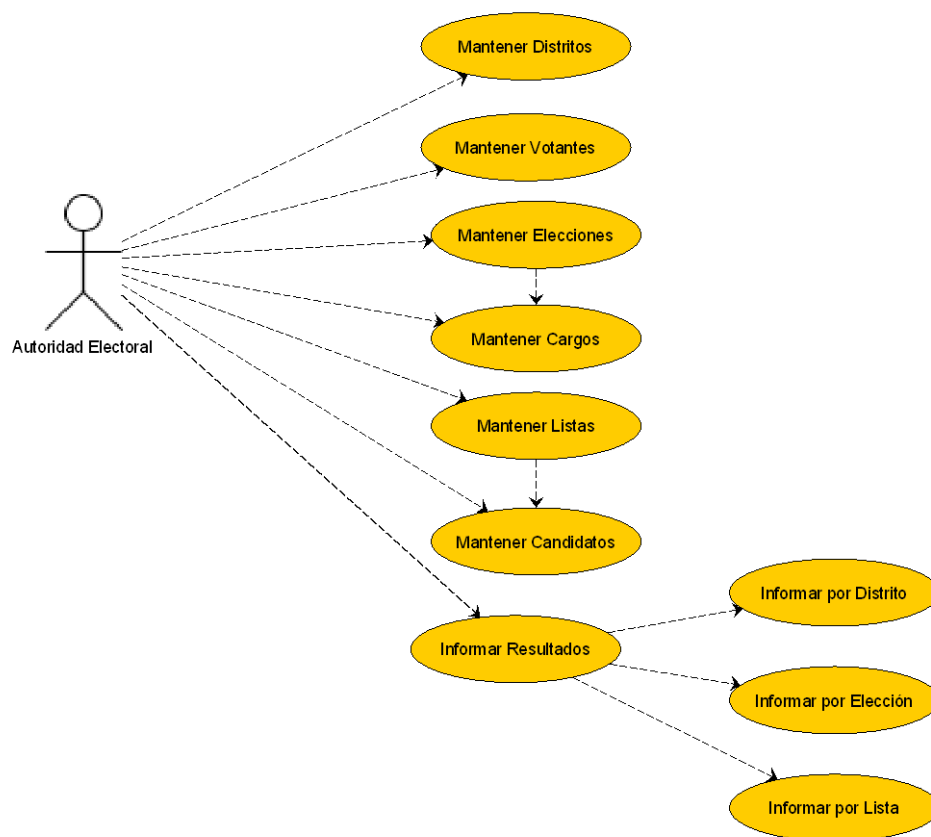 Mantener Distritos
Mantener Votantes
Mantener Elecciones
Autoridad Electoral
Mantener Cargos
Mantener Listas
Mantener Candidatos
Informar por Distrito
Informar Resultados
Informar por Elección
Informar por Lista